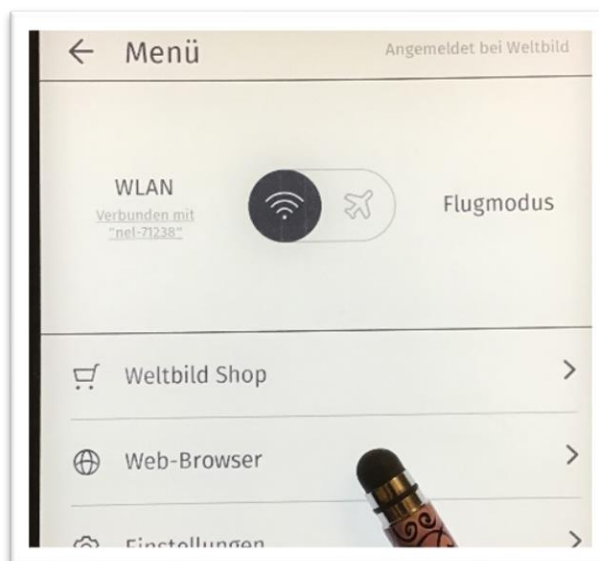 Menü
Angemeldet bei Weltbild
WLAN
Verbunden mit
"nel-71238"
Flugmodus
Weltbild Shop
Web-Browser
Einstellungen